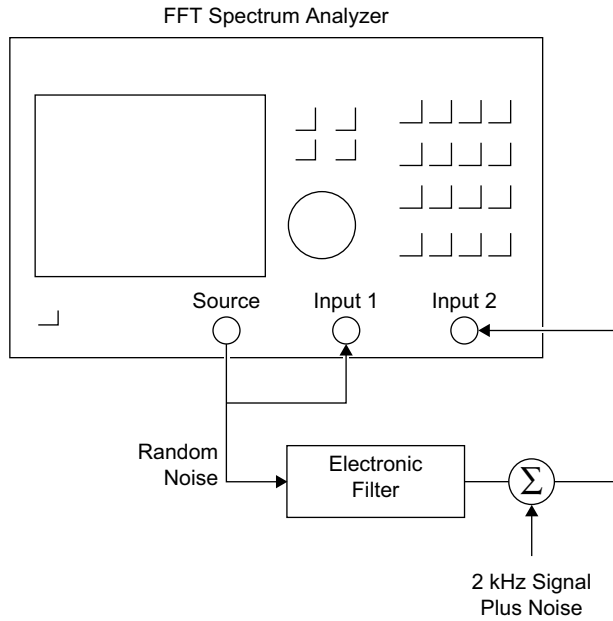 FFT Spectrum Analyzer
Source
Input 1
Input 2
Random
Noise
Electronic
Filter
Σ
2 kHz Signal
Plus Noise